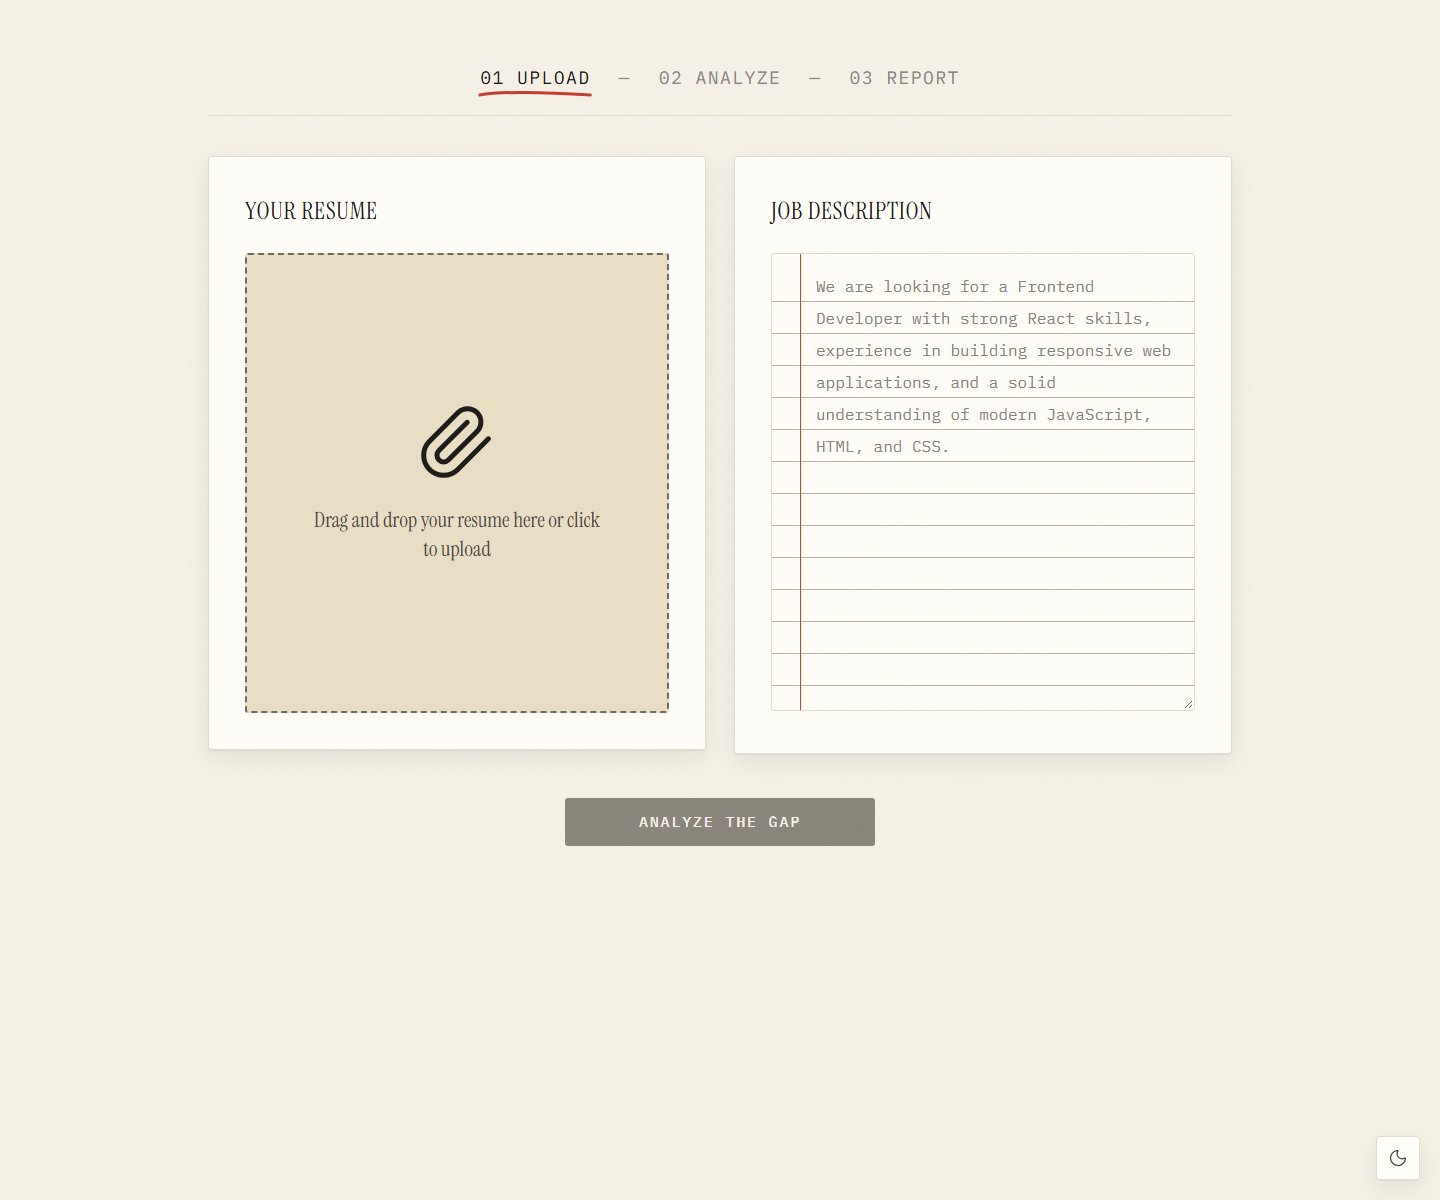 01 UPLOAD — 02 ANALYZE — 03 REPORT
YOUR RESUME
Drag and drop your resume here or click
to upload
JOB DESCRIPTION
We are looking for a Frontend
Developer with strong React skills,
experience in building responsive web
applications, and a solid
understanding of modern JavaScript,
HTML, and CSS.
ANALYZE THE GAP